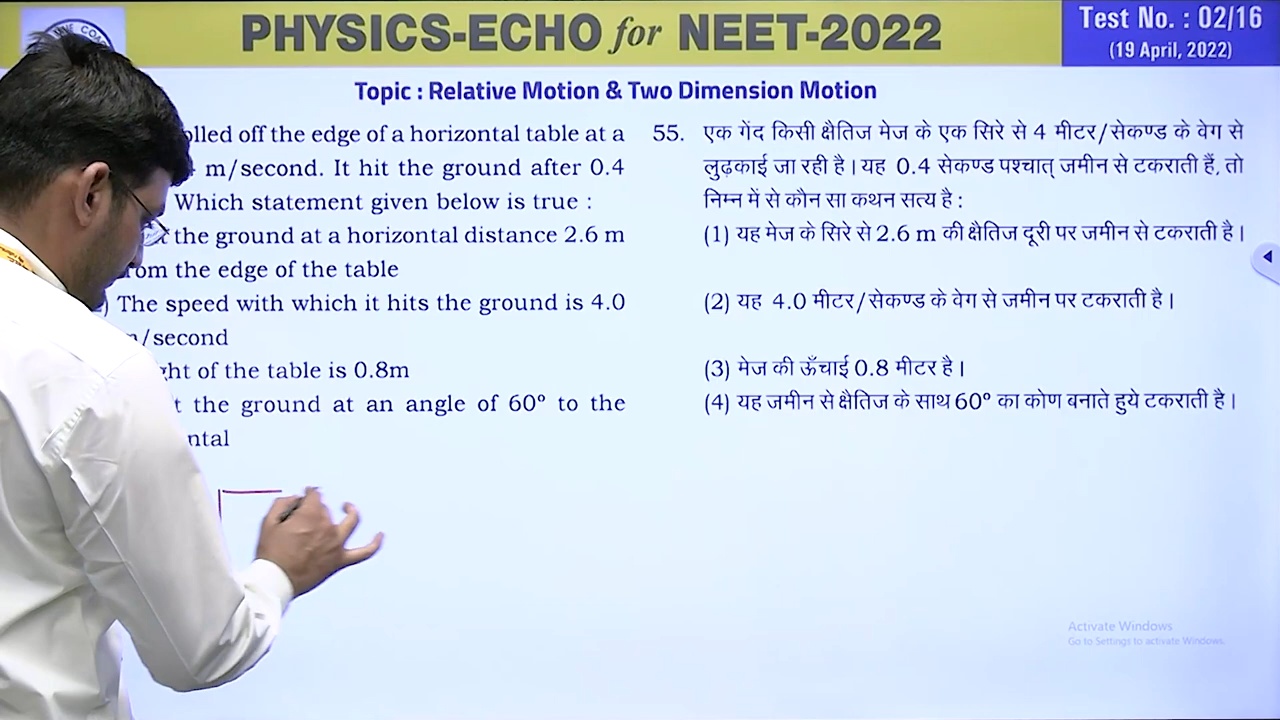 PHYSICS-ECHO for NEET-2022
Test No. : 02/16
(19 April, 2022)
Topic : Relative Motion & Two Dimension Motion
off the edge of a horizontal table at a
m/second. It hit the ground after 0.4
Which statement given below is true :
the ground at a horizontal distance 2.6 m
from the edge of the table
The speed with which it hits the ground is 4.0
m/second
of the table is 0.8m
the ground at an angle of 60º to the
55. एक गेंद किसी क्षैतिज मेज के एक सिरे से 4 मीटर/सेकण्ड के वेग से
लुढ़काई जा रही है। यह 0.4 सेकण्ड पश्चात् जमीन से टकराती हैं, तो
निम्न में से कौन सा कथन सत्य है :
(1) यह मेज के सिरे से 2.6 m की क्षैतिज दूरी पर जमीन से टकराती है।
(2) यह 4.0 मीटर/सेकण्ड के वेग से जमीन पर टकराती है।
(3) मेज की ऊँचाई 0.8 मीटर है।
(4) यह जमीन से क्षैतिज के साथ 60º का कोण बनाते हुये टकराती है।
Activate Windows
Go to Settings to activate Windows.